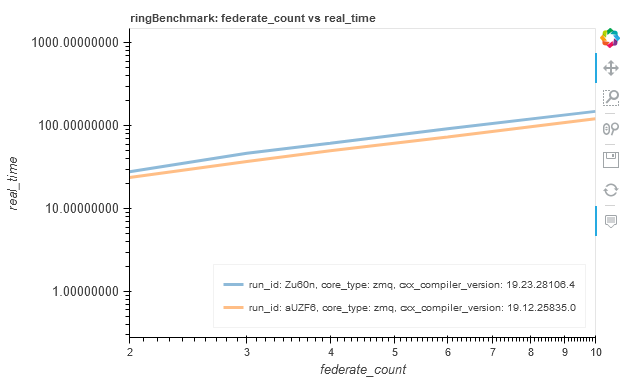 ringBenchmark: federate_count vs real_time
1000.00000000
100.00000000
10.00000000
1.00000000
real_time
run_id: Zu60n, core_type: zmq, cxx_compiler_version: 19.23.28106.4
run_id: aUZF6, core_type: zmq, cxx_compiler_version: 19.12.25835.0
2 3 4 5 6 7 8 9 10
federate_count